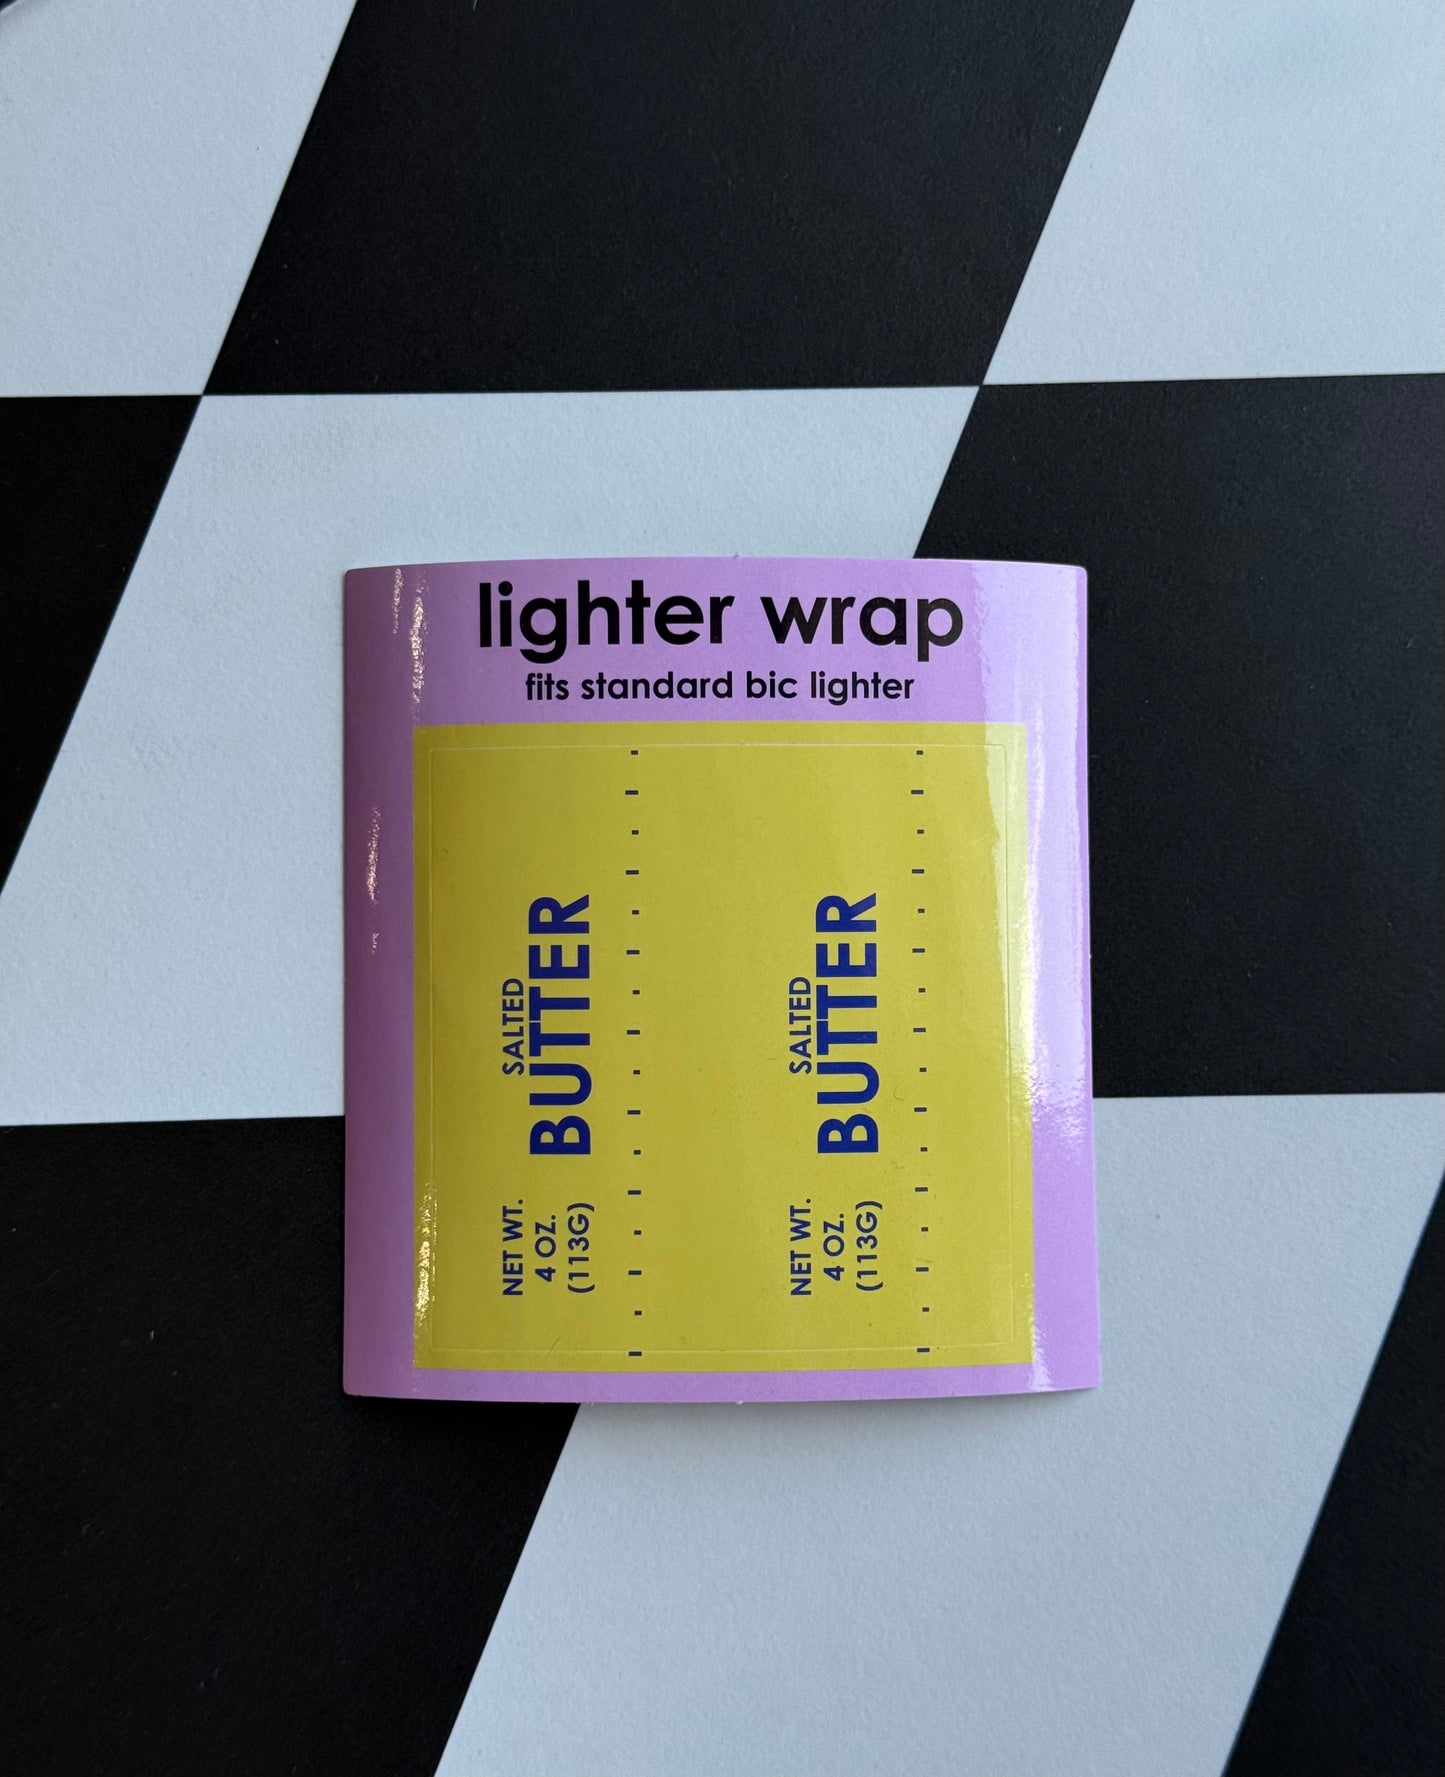 lighter wrap
fits standard bic lighter
SALTED
BUTTER
NET WT.
4 OZ.
(113G)
SALTED
BUTTER
NET WT.
4 OZ.
(113G)